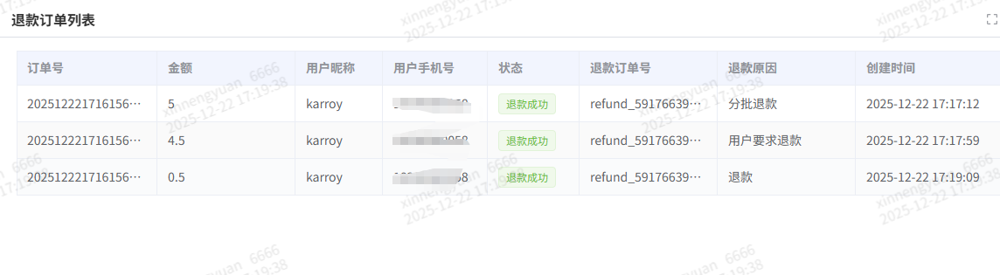 退款订单列表
订单号 金额 用户昵称 用户手机号 状态 退款订单号 退款原因 创建时间
202512221716156… 5 karroy 退款成功 refund_59176639… 分批退款 2025-12-22 17:17:12
202512221716156… 4.5 karroy 退款成功 refund_59176639… 用户要求退款 2025-12-22 17:17:59
202512221716156… 0.5 karroy 退款成功 refund_59176639… 退款 2025-12-22 17:19:09
xinnengyuan 6666
2025-12-22 17:19:38